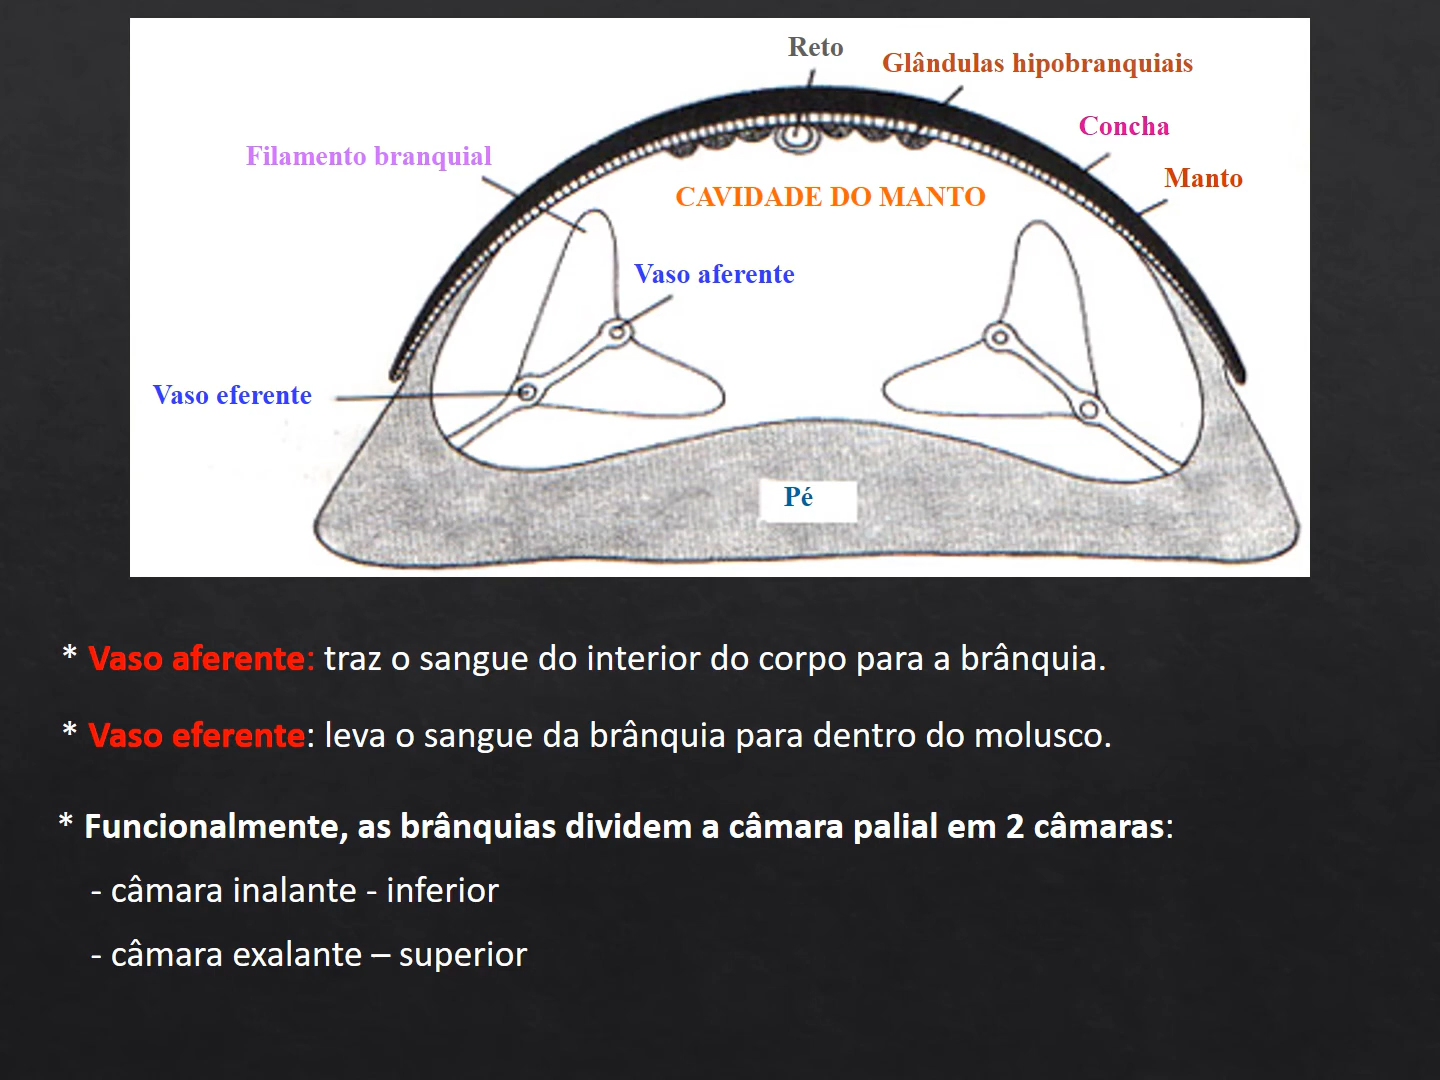 Reto
Glândulas hipobranquiais
Concha
Filamento branquial
Manto
CAVIDADE DO MANTO
Vaso aferente
Vaso eferente
Pé
* Vaso aferente: traz o sangue do interior do corpo para a brânquia.
* Vaso eferente: leva o sangue da brânquia para dentro do molusco.
* Funcionalmente, as brânquias dividem a câmara palial em 2 câmaras:
- câmara inalante - inferior
- câmara exalante – superior